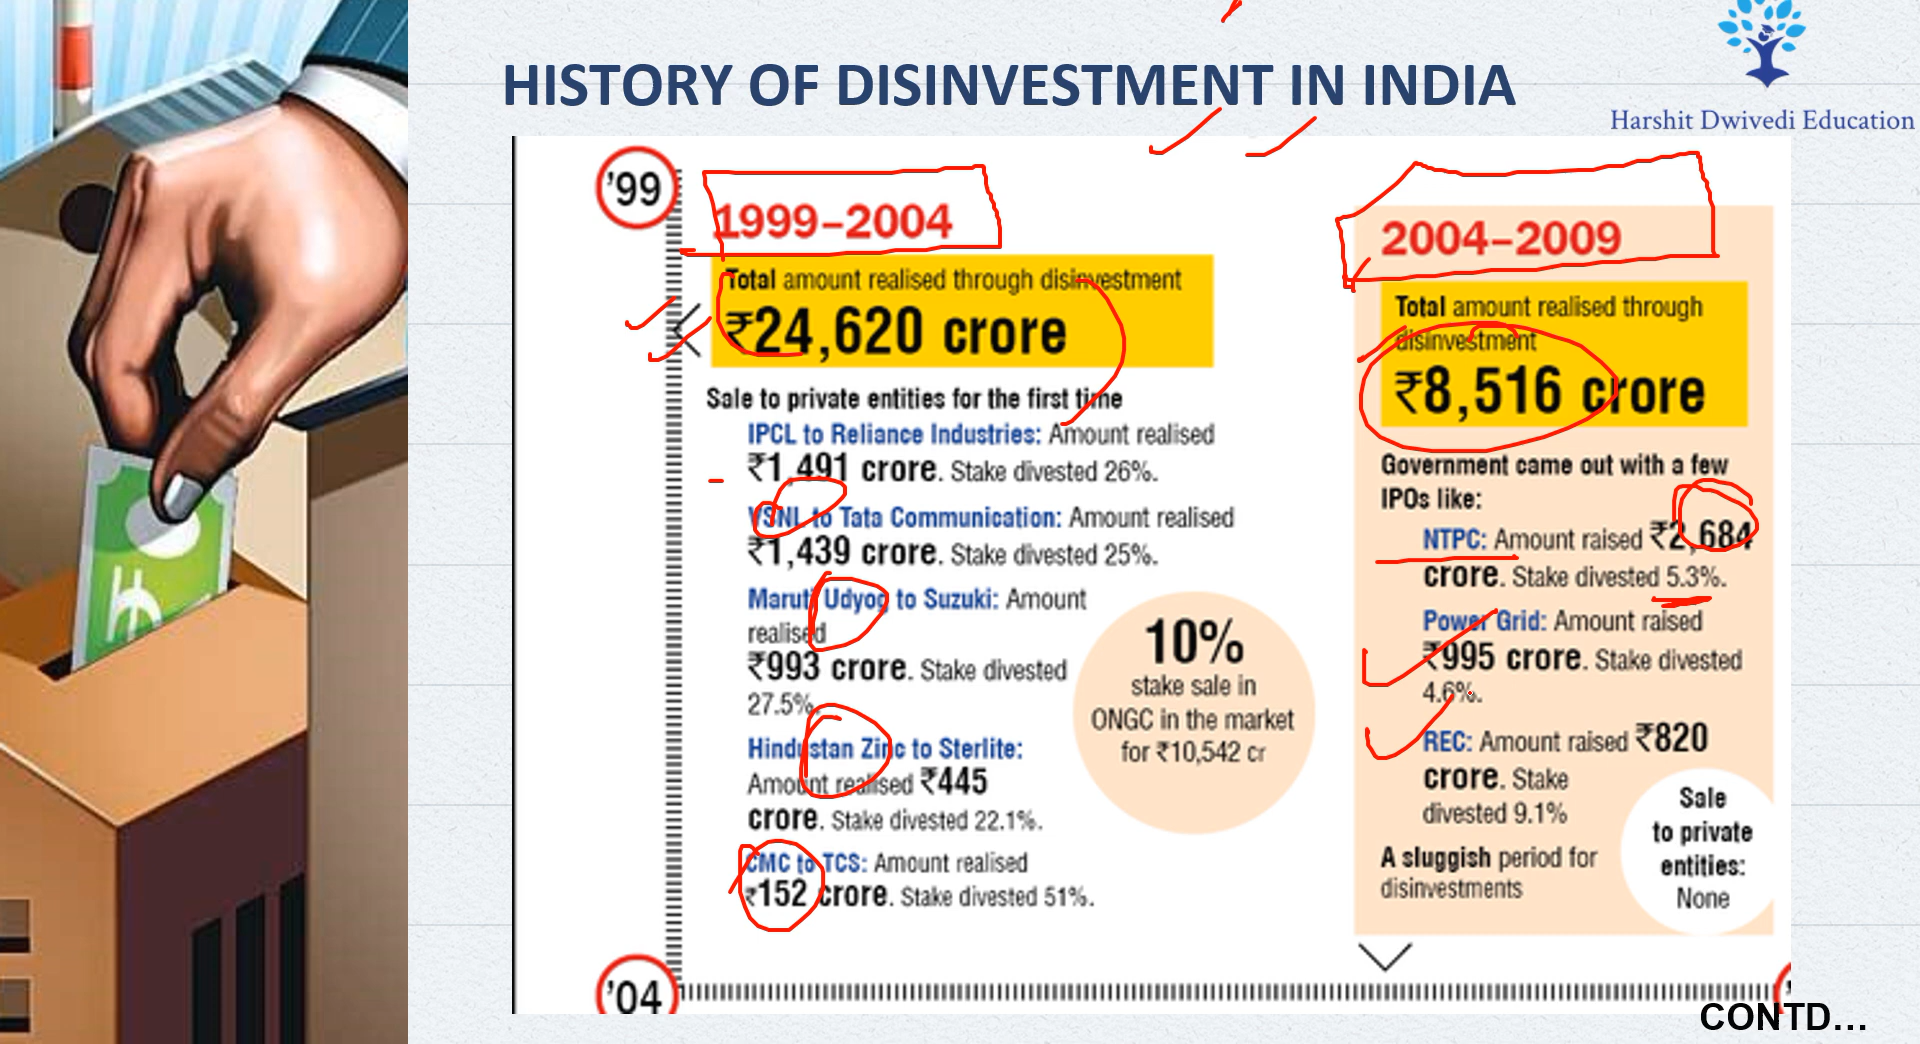 HISTORY OF DISINVESTMENT IN INDIA
Harshit Dwivedi Education
'99
1999–2004
Total amount realised through disinvestment
₹24,620 crore
Sale to private entities for the first time
IPCL to Reliance Industries: Amount realised
₹1,491 crore. Stake divested 26%.
VSNL to Tata Communication: Amount realised
₹1,439 crore. Stake divested 25%.
Maruti Udyog to Suzuki: Amount
realised
₹993 crore. Stake divested
27.5%.
Hindustan Zinc to Sterlite:
Amount realised ₹445
crore. Stake divested 22.1%.
CMC to TCS: Amount realised
₹152 crore. Stake divested 51%.
10%
stake sale in
ONGC in the market
for ₹10,542 cr
2004–2009
Total amount realised through
disinvestment
₹8,516 crore
Government came out with a few
IPOs like:
NTPC: Amount raised ₹2,684
crore. Stake divested 5.3%.
Power Grid: Amount raised
₹995 crore. Stake divested
4.6%.
REC: Amount raised ₹820
crore. Stake
divested 9.1%
A sluggish period for
disinvestments
Sale
to private
entities:
None
'04
CONTD...